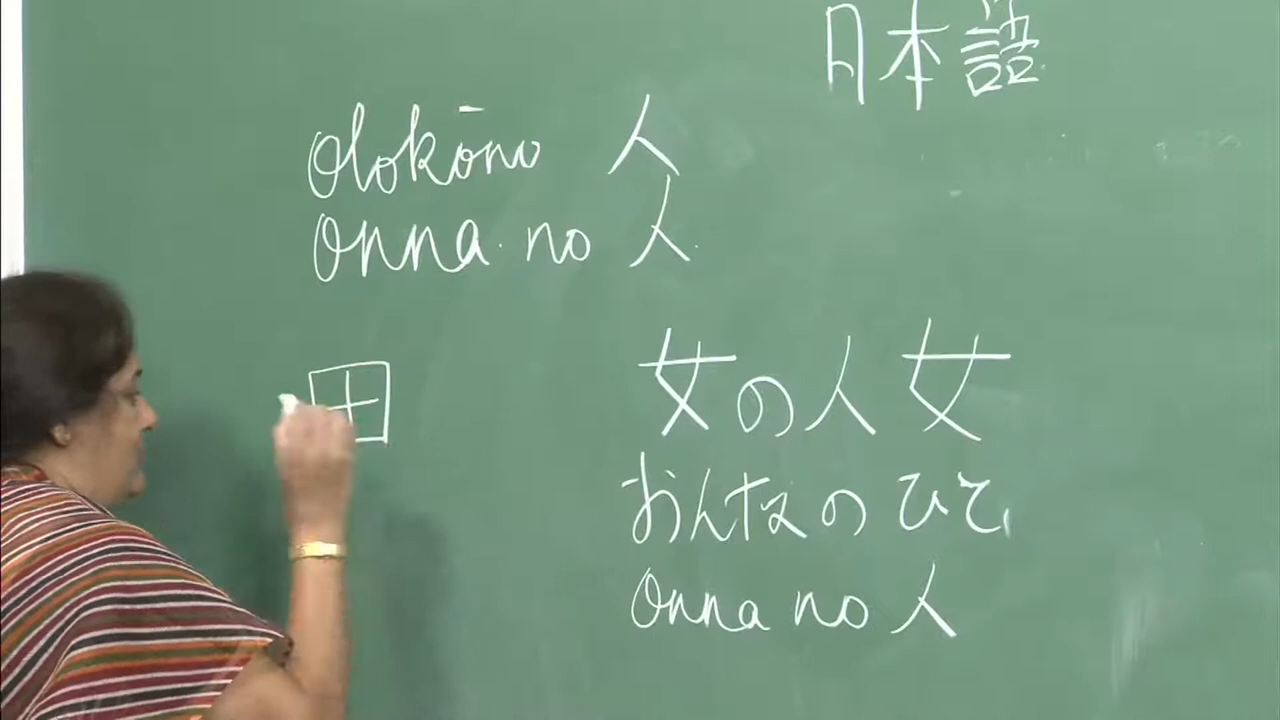 日本語
otokōno 人
onna no 人
田
女の人 女
おんなのひと
onna no 人